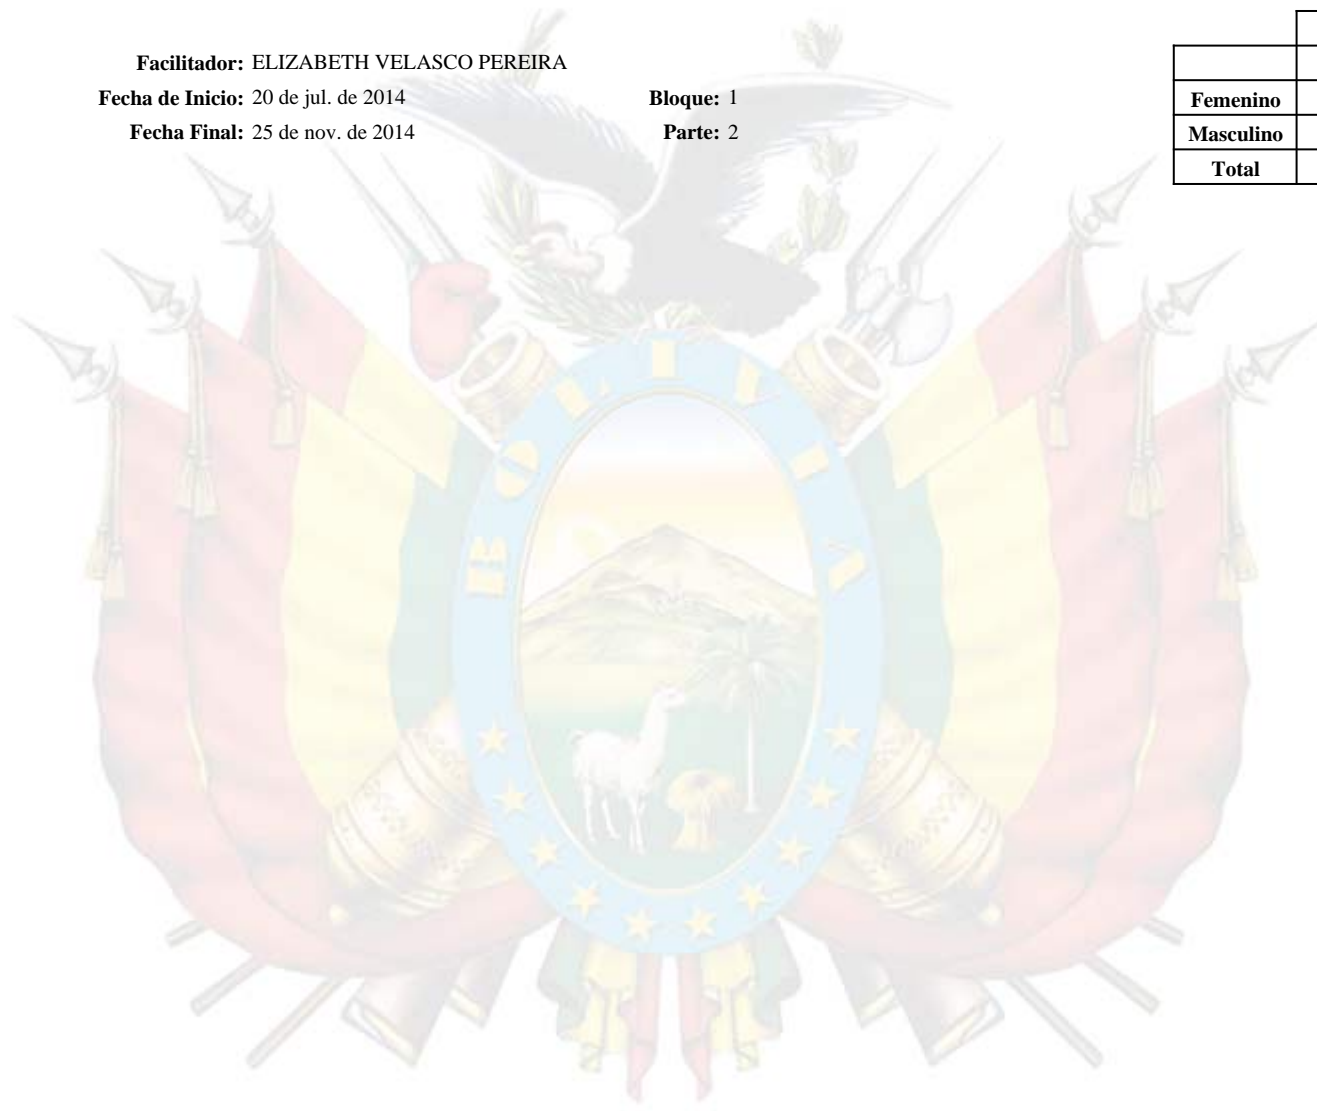 Facilitador: ELIZABETH VELASCO PEREIRA
Fecha de Inicio: 20 de jul. de 2014 Bloque: 1
Fecha Final: 25 de nov. de 2014 Parte: 2
Femenino
Masculino
Total
BOLIVIA